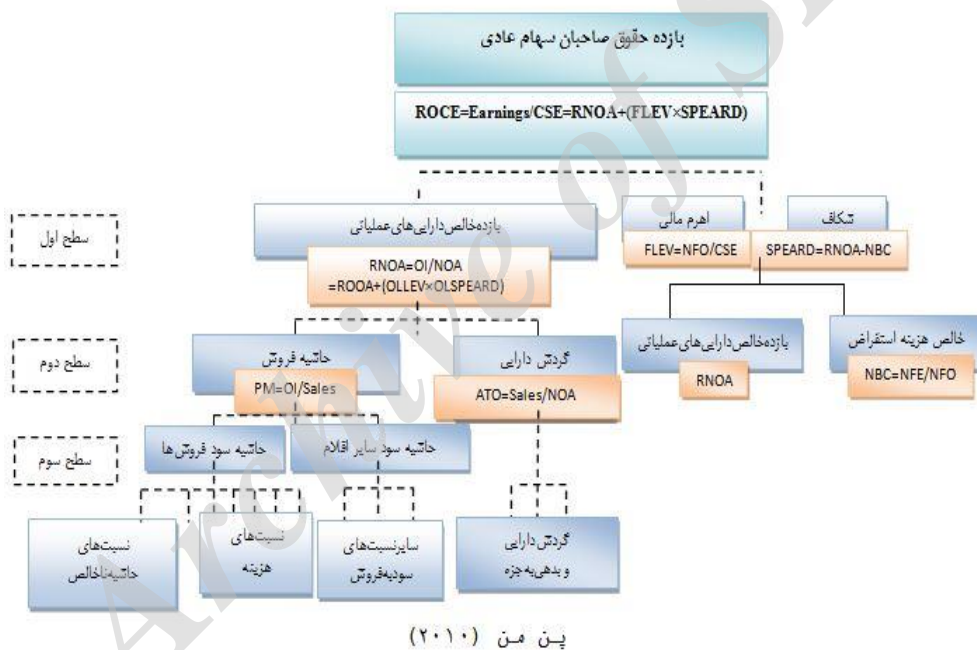 بازده حقوق صاحبان سهام عادی
ROCE=Earnings/CSE=RNOA+(FLEV×SPEARD)
سطح اول
بازده خالص دارایی‌های عملیاتی
RNOA=OI/NOA
=ROOA+(OLLEV×OLSPEARD)
اهرم مالی
FLEV=NFO/CSE
شکاف
SPEARD=RNOA-NBC
سطح دوم
حاشیه فروش
PM=OI/Sales
گردش دارایی
ATO=Sales/NOA
بازده خالص دارایی‌های عملیاتی
RNOA
خالص هزینه استقراض
NBC=NFE/NFO
سطح سوم
حاشیه سود فروش‌ها
حاشیه سود سایر اقلام
نسبت‌های
حاشیه ناخالص
نسبت‌های
هزینه
سایر نسبت‌های
سود به فروش
گردش دارایی
و بدهی به جزء
پن من (۲۰۱۰)
Archive of S